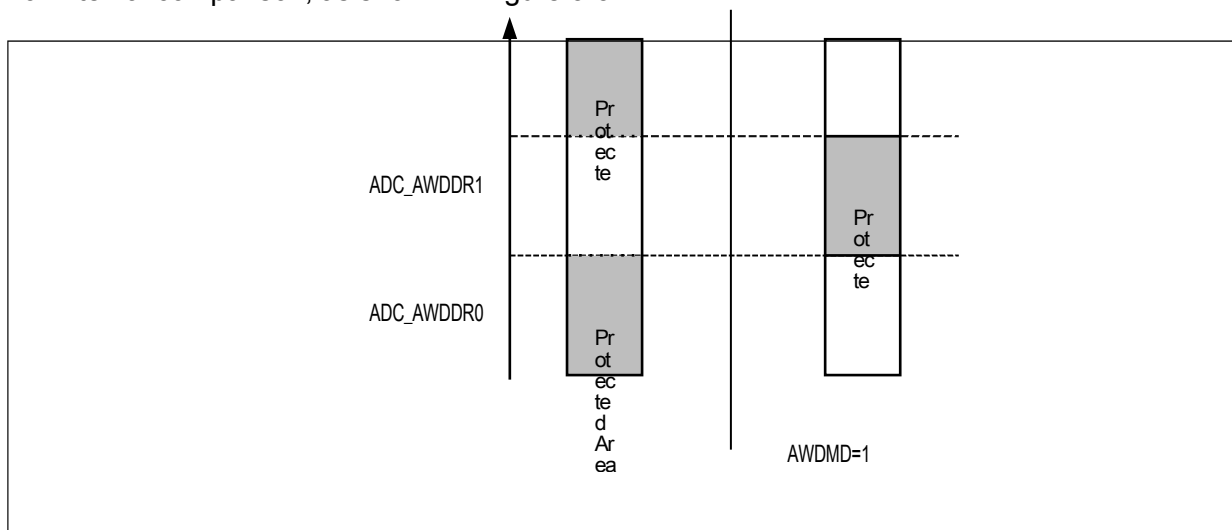 Pr
ot
ec
te
ADC_AWDDR1
Pr
ot
ec
te
ADC_AWDDR0
Pr
ot
ec
te
d
Ar
ea
AWDMD=1